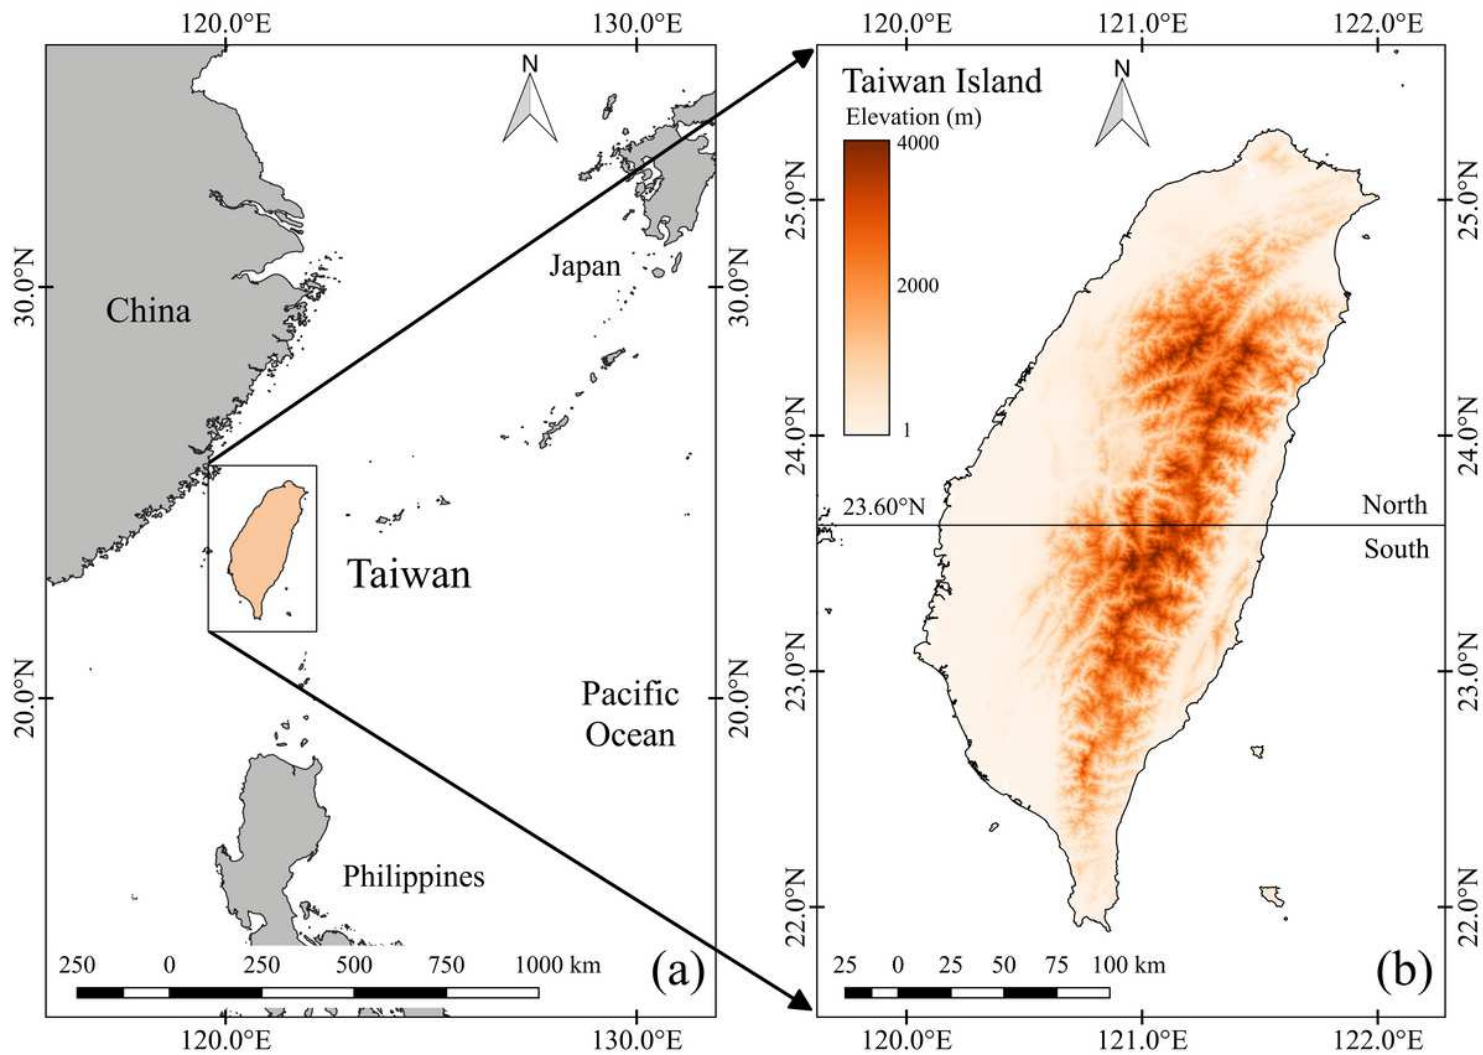 120.0°E
130.0°E
N
China
Japan
30.0°N
30.0°N
Taiwan
20.0°N
20.0°N
Pacific
Ocean
Philippines
250
0
250
500
750
1000 km
(a)
120.0°E
130.0°E
120.0°E
121.0°E
122.0°E
Taiwan Island
Elevation (m)
4000
2000
1
N
25.0°N
25.0°N
24.0°N
24.0°N
23.60°N
North
South
23.0°N
23.0°N
22.0°N
22.0°N
25
0
25
50
75
100 km
(b)
120.0°E
121.0°E
122.0°E